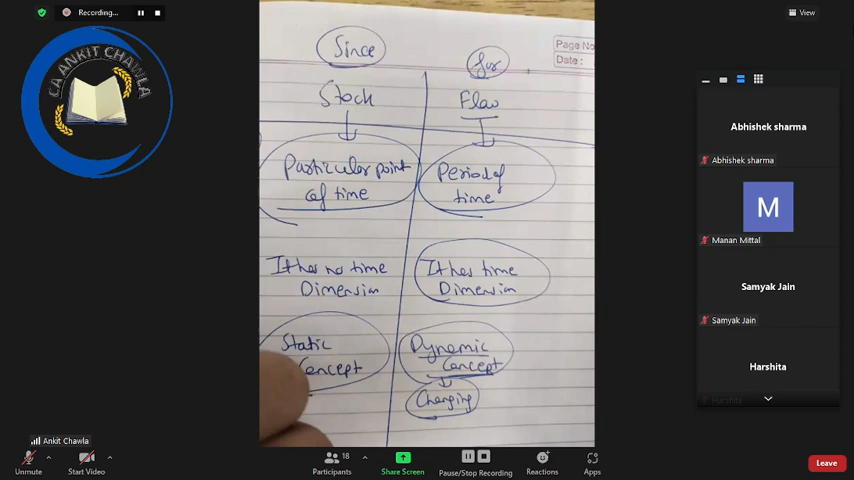 Recording...
View
CA ANKIT CHAWLA
Since
for
Page No
Date :
Stock
Flow
Particular point
of time
Period of
time
It has no time
Dimension
It has time
Dimension
Static
Concept
Dynamic
Concept
Changing
Abhishek sharma
Abhishek sharma
M
Manan Mittal
Samyak Jain
Samyak Jain
Harshita
Harshita
Ankit Chawla
Unmute
Start Video
18
Participants
Share Screen
Pause/Stop Recording
Reactions
Apps
Leave